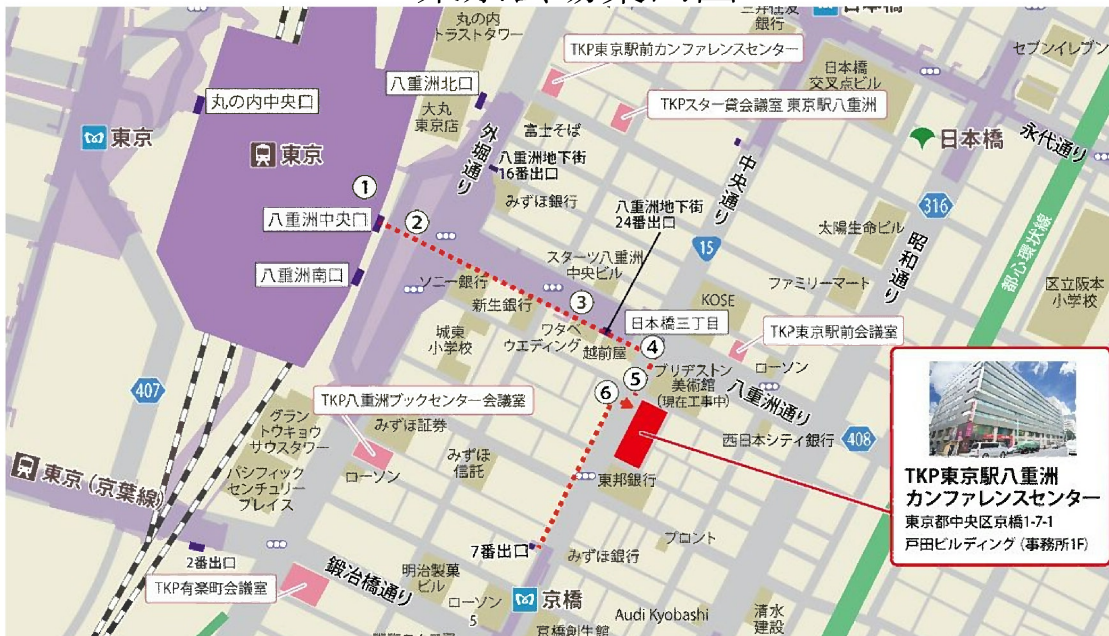 丸の内
トラストタワー
三井住友
銀行
日本橋
セブンイレブン
TKP東京駅前カンファレンスセンター
日本橋
交叉点ビル
八重洲北口
丸の内中央口
大丸
東京店
TKPスター貸会議室 東京駅八重洲
東京
東京
外堀通り
富士そば
八重洲地下街
16番出口
みずほ銀行
中央通り
日本橋
永代通り
①
八重洲中央口
②
八重洲地下街
24番出口
316
太陽生命ビル
昭和通り
都心環状線
15
スターツ八重洲
中央ビル
八重洲南口
ソニー銀行
新生銀行
③
KOSE
ファミリーマート
区立阪本
小学校
城東
小学校
ワタベ
ウエディング
越前屋
日本橋三丁目
④
TKP東京駅前会議室
ブリヂストン
美術館
(現在工事中)
ローソン
八重洲通り
⑤
⑥
407
TKP八重洲ブックセンター会議室
グラン
トウキョウ
サウスタワー
みずほ証券
ローソン
みずほ
信託
西日本シティ銀行
408
東京 (京葉線)
パシフィック
センチュリー
プレイス
東邦銀行
TKP東京駅八重洲
カンファレンスセンター
東京都中央区京橋1-7-1
戸田ビルディング (事務所1F)
7番出口
みずほ銀行
プロント
2番出口
TKP有楽町会議室
鍛冶橋通り
明治製菓
ビル
ローソン
5
京橋
Audi Kyobashi
清水
建設
京橋創生館